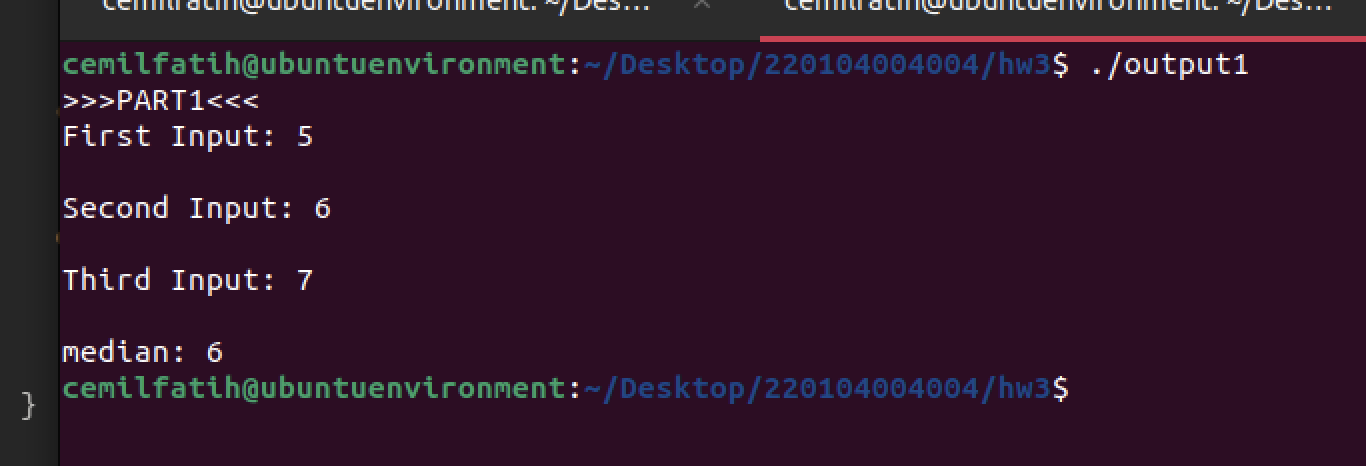 cemilfatih@ubuntuenvironment: ~/Des... × cemilfatih@ubuntuenvironment: ~/Des...
cemilfatih@ubuntuenvironment:~/Desktop/220104004004/hw3$ ./output1
>>>PART1<<<
First Input: 5
Second Input: 6
Third Input: 7
median: 6
cemilfatih@ubuntuenvironment:~/Desktop/220104004004/hw3$
}